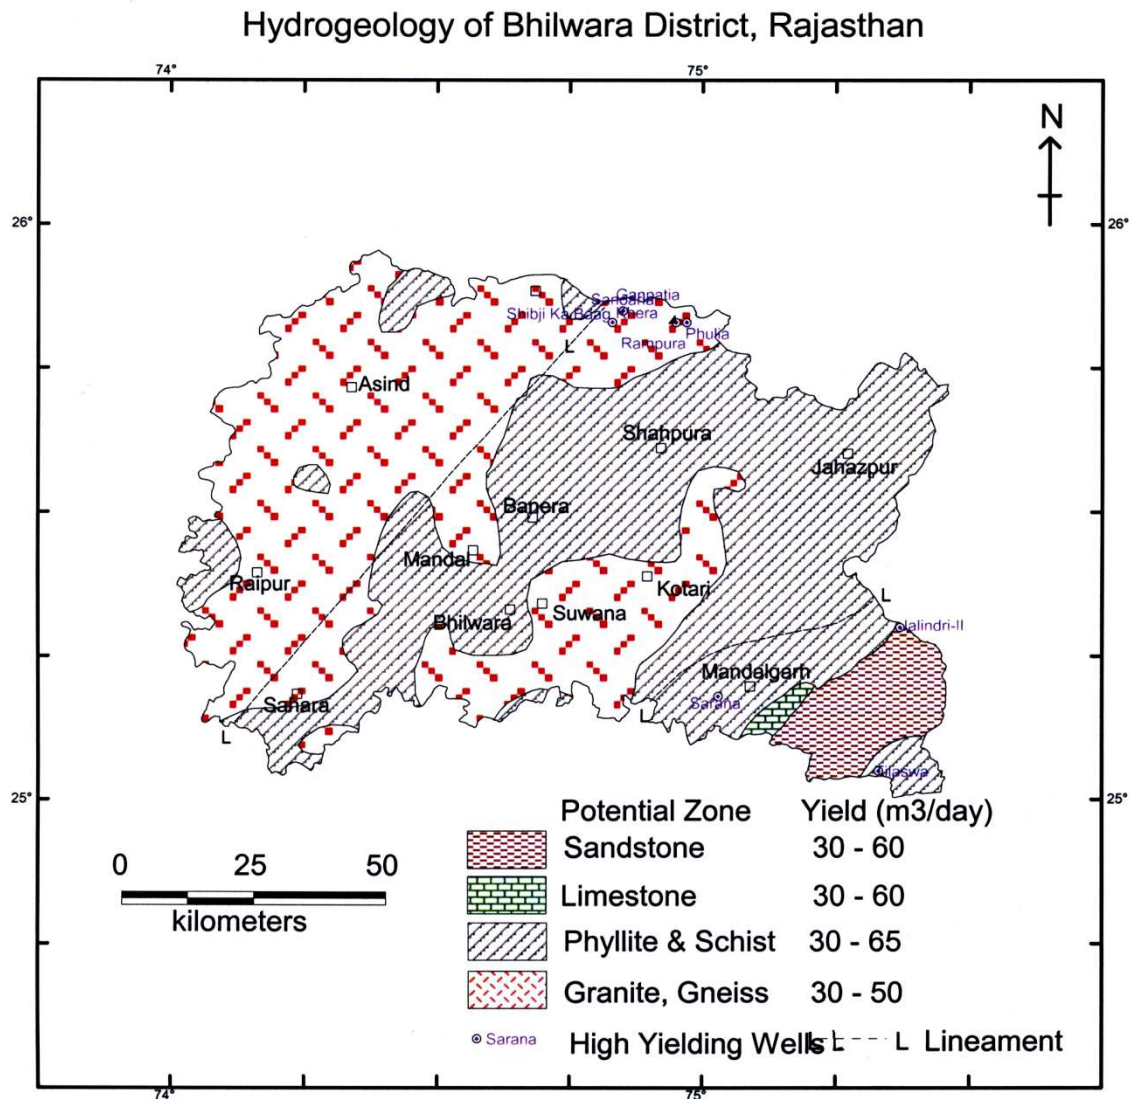 Hydrogeology of Bhilwara District, Rajasthan
74° 75°
N
26° 26°
Ganpatia
Sangaria
Shibji Ka Baag Khera
L
Rampura Phulia
Asind
Shahpura
Jahazpur
Banera
Mandal
Raipur
Kotari
L
Bhilwara Suwana
Jalindri-II
Mandalgarh
Sahara
Sarana
L
L
Tilaswa
25° 25°
Potential Zone Yield (m3/day)
Sandstone 30 - 60
0 25 50
kilometers
Limestone 30 - 60
Phyllite & Schist 30 - 65
Granite, Gneiss 30 - 50
Sarana High Yielding Wells L L L Lineament
74° 75°